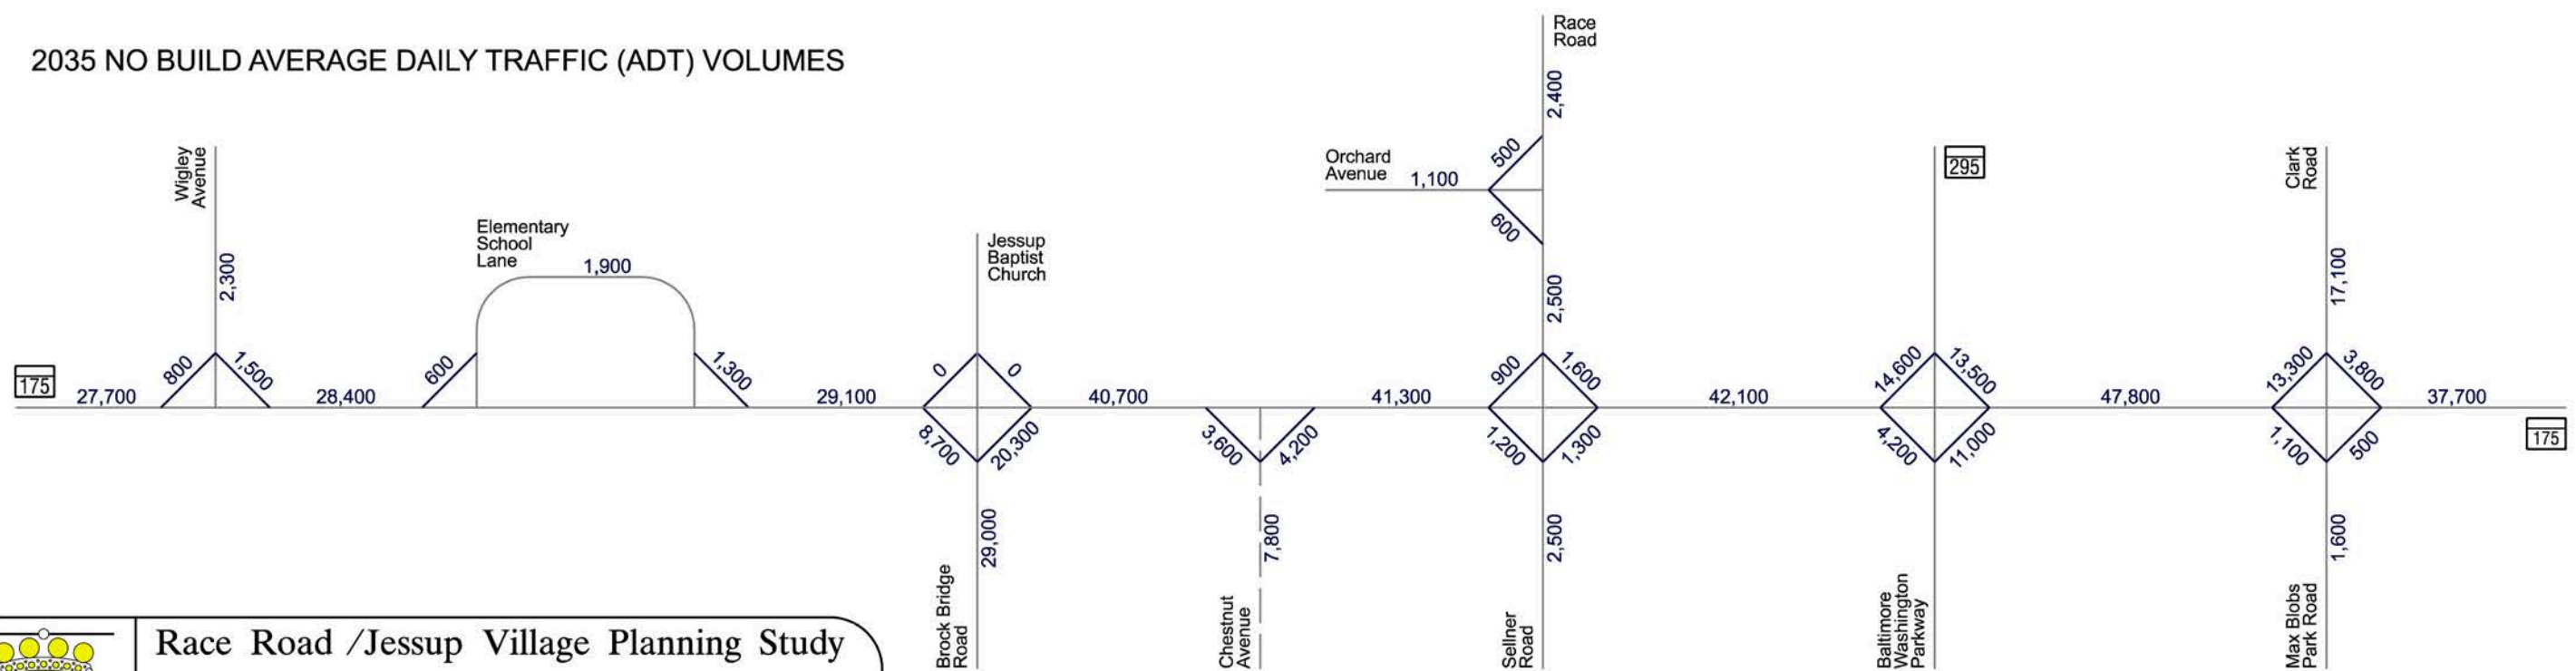 2035 NO BUILD AVERAGE DAILY TRAFFIC (ADT) VOLUMES
Race
Road
2,400
Orchard
Avenue
1,100
500
600
2,500
Wigley
Avenue
2,300
Elementary
School
Lane
1,900
Jessup
Baptist
Church
295
Clark
Road
17,100
175
27,700
800
1,500
28,400
600
1,300
29,100
0
0
8,700
20,300
40,700
3,600
4,200
41,300
900
1,600
1,200
1,300
42,100
14,600
13,500
4,200
11,000
47,800
13,300
3,800
1,100
500
37,700
175
29,000
Brock Bridge
Road
7,800
Chestnut
Avenue
2,500
Sellner
Road
Baltimore
Washington
Parkway
1,600
Max Blobs
Park Road
Race Road /Jessup Village Planning Study